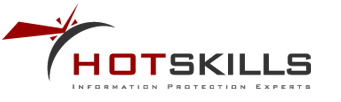 HOTSKILLS
INFORMATION PROTECTION EXPERTS